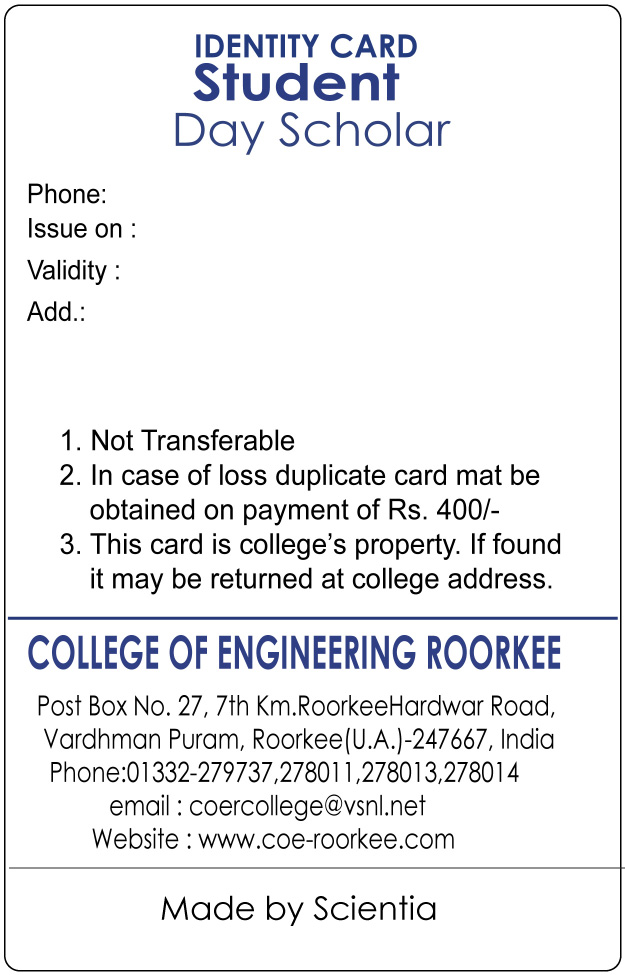 IDENTITY CARD
Student
Day Scholar
Phone:
Issue on :
Validity :
Add.:
1. Not Transferable
2. In case of loss duplicate card mat be
obtained on payment of Rs. 400/-
3. This card is college’s property. If found
it may be returned at college address.
COLLEGE OF ENGINEERING ROORKEE
Post Box No. 27, 7th Km.RoorkeeHardwar Road,
Vardhman Puram, Roorkee(U.A.)-247667, India
Phone:01332-279737,278011,278013,278014
email : coercollege@vsnl.net
Website : www.coe-roorkee.com
Made by Scientia